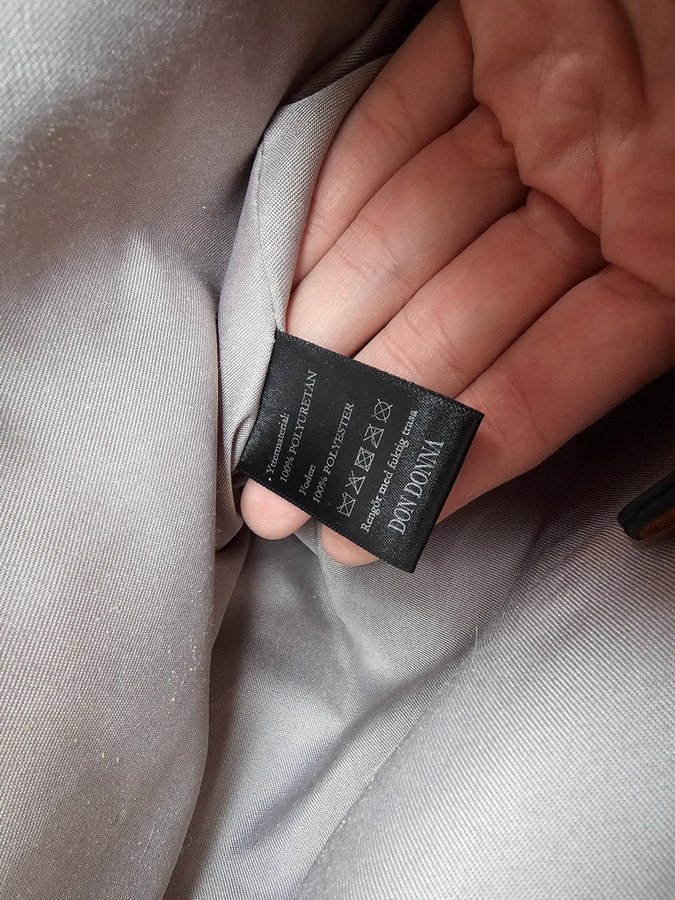 Yttermaterial:
100% POLYURETAN
Foder:
100% POLYESTER
Rengör med fuktig trasa
DON DONNA